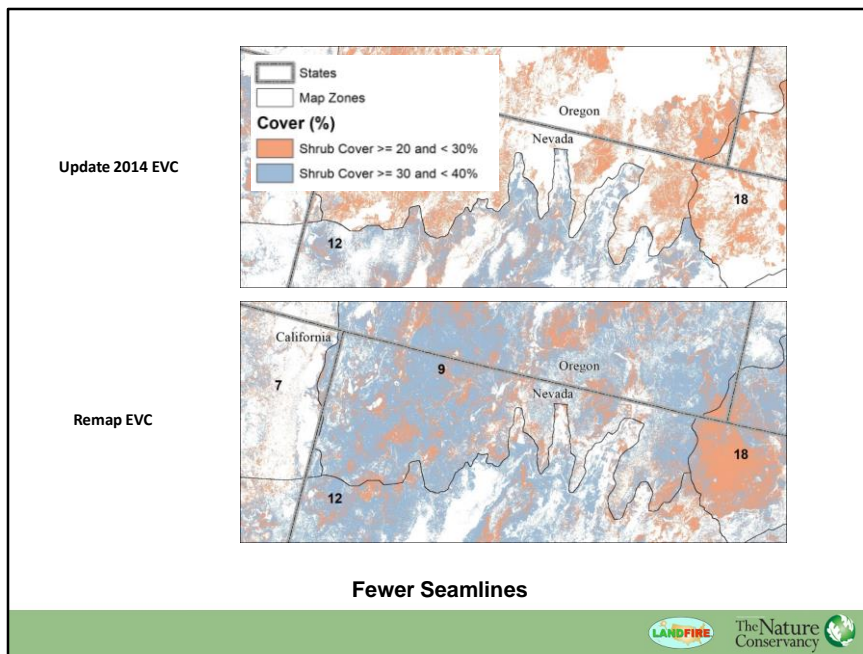 States
Map Zones
Cover (%)
Shrub Cover >= 20 and < 30%
Shrub Cover >= 30 and < 40%
Oregon
Nevada
18
12
Update 2014 EVC
California
7
9
Oregon
Nevada
18
12
Remap EVC
Fewer Seamlines
LANDFIRE
The Nature
Conservancy